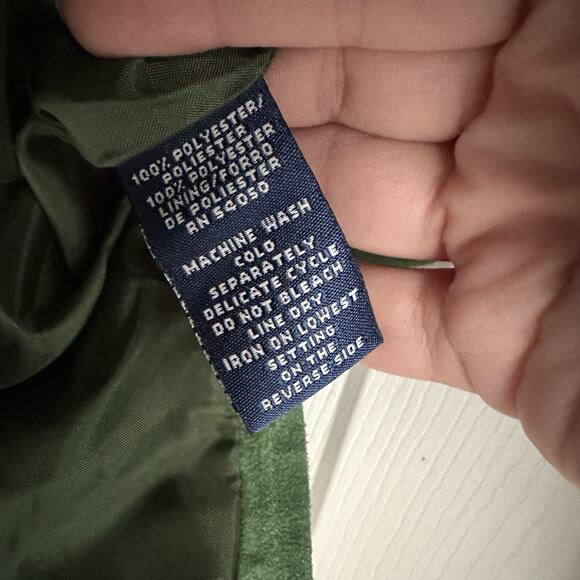 100% POLYESTER/
POLIESTER
100% POLYESTER
LINING/FORRO
DE POLIESTER
RN 54050
MACHINE WASH
COLD
SEPARATELY
DELICATE CYCLE
DO NOT BLEACH
LINE DRY
IRON ON LOWEST
SETTING
ON THE
REVERSE SIDE